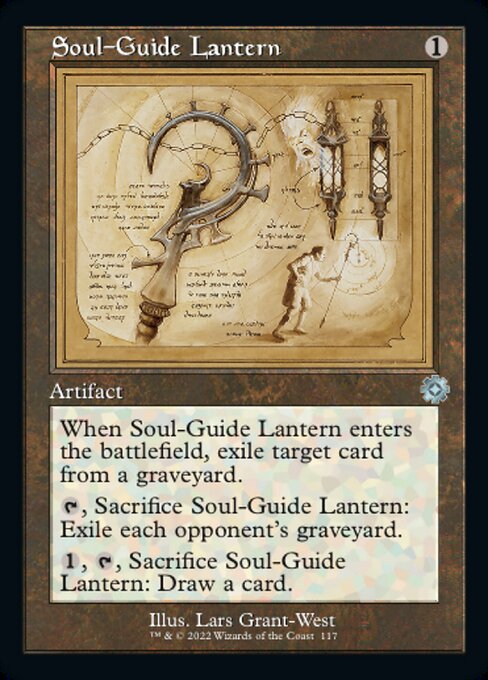 Soul-Guide Lantern 1
Artifact
When Soul-Guide Lantern enters
the battlefield, exile target card
from a graveyard.
, Sacrifice Soul-Guide Lantern:
Exile each opponent's graveyard.
1, , Sacrifice Soul-Guide
Lantern: Draw a card.
Illus. Lars Grant-West
™ & © 2022 Wizards of the Coast 117